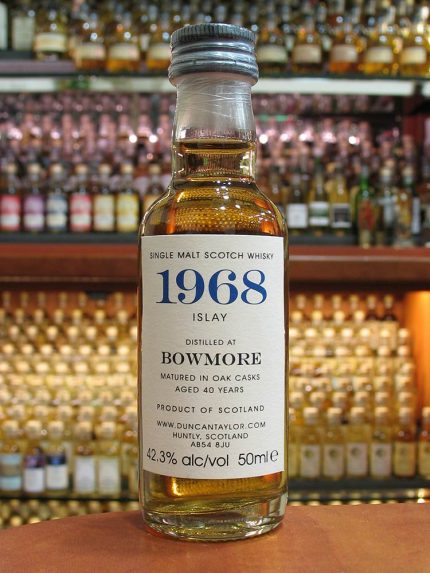 SINGLE MALT SCOTCH WHISKY
1968
ISLAY
DISTILLED AT
BOWMORE
MATURED IN OAK CASKS
AGED 40 YEARS
PRODUCT OF SCOTLAND
WWW.DUNCANTAYLOR.COM
HUNTLY, SCOTLAND
AB54 8JU
42.3% alc/vol 50ml e